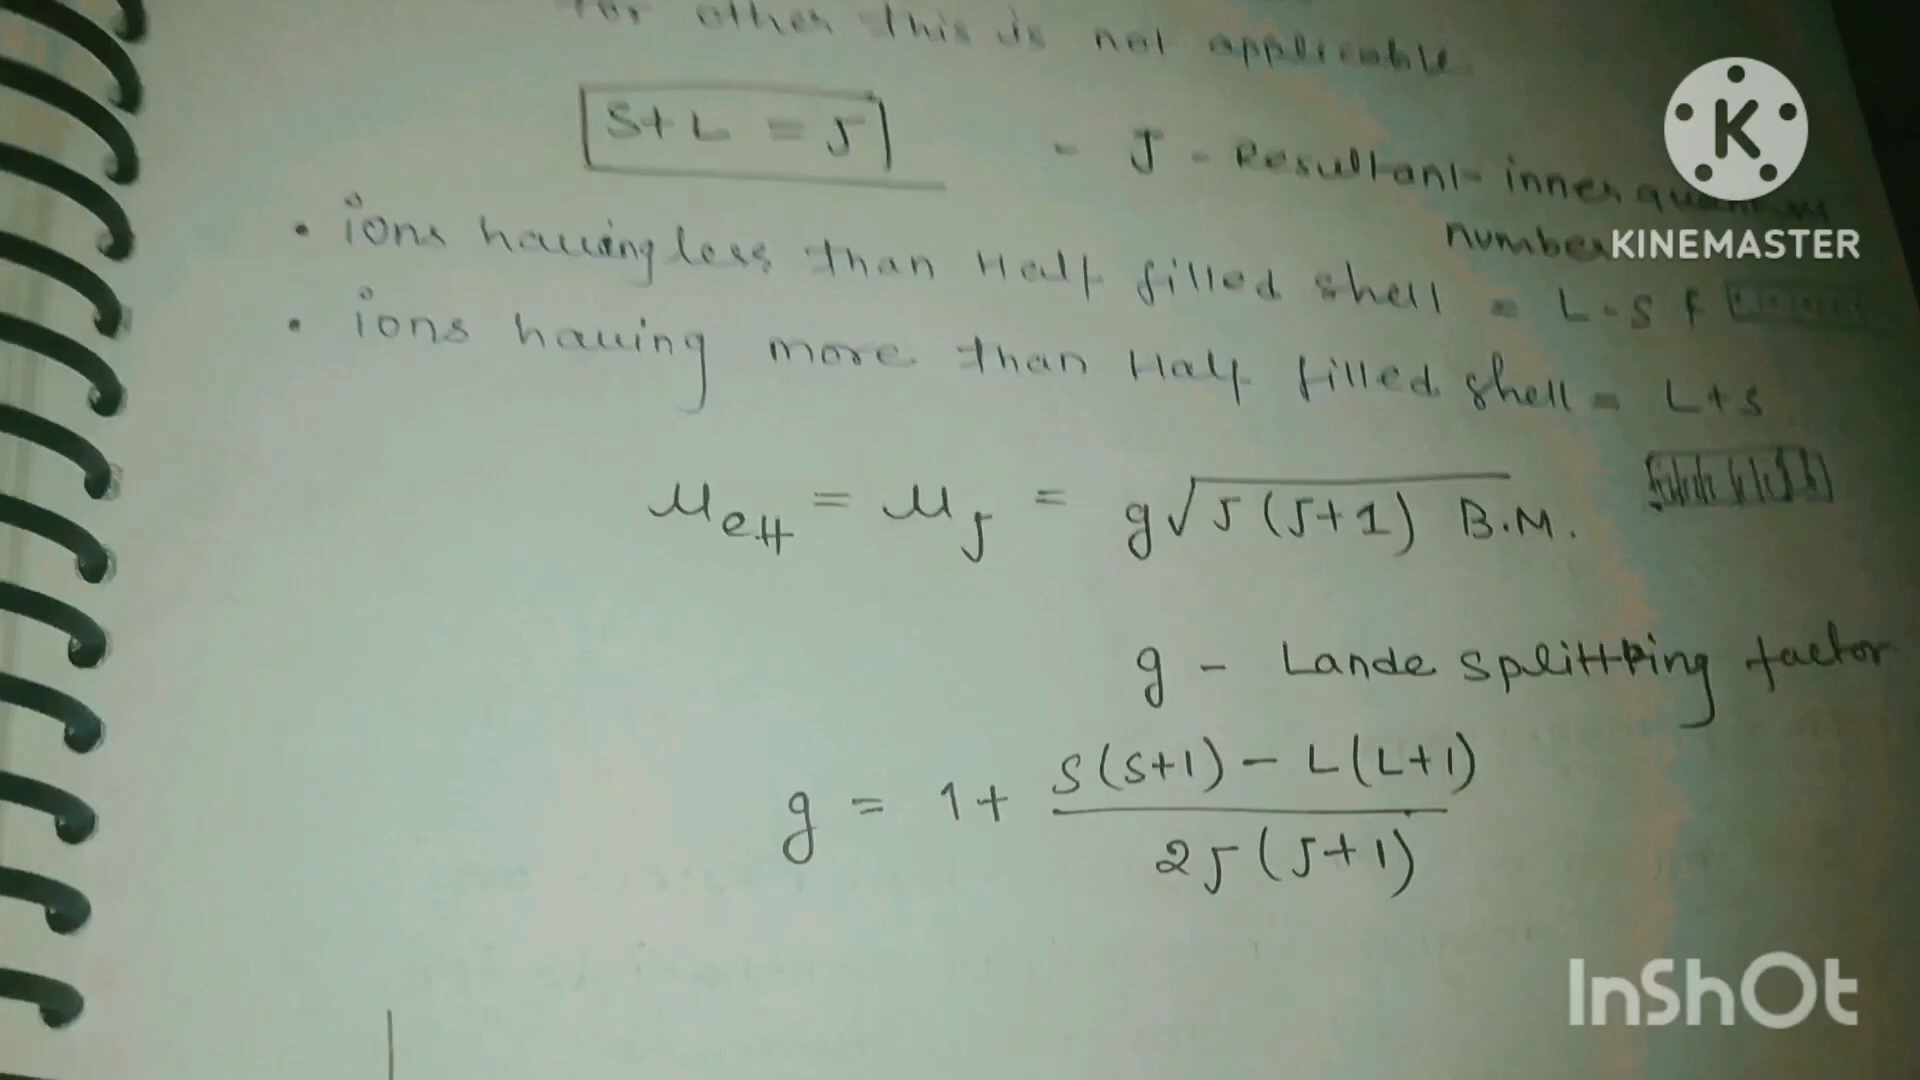 for other this is not applicable
S+L = J
- J - Resultant inner quantum
number
KINEMASTER
• ions having less than Half filled shell = L-S
• ions having more than Half filled shell = L+S
μeff = μJ = g√J(J+1) B.M.
g - Lande splitting factor
g = 1+ S(S+1) - L(L+1)
2J(J+1)
InShOt